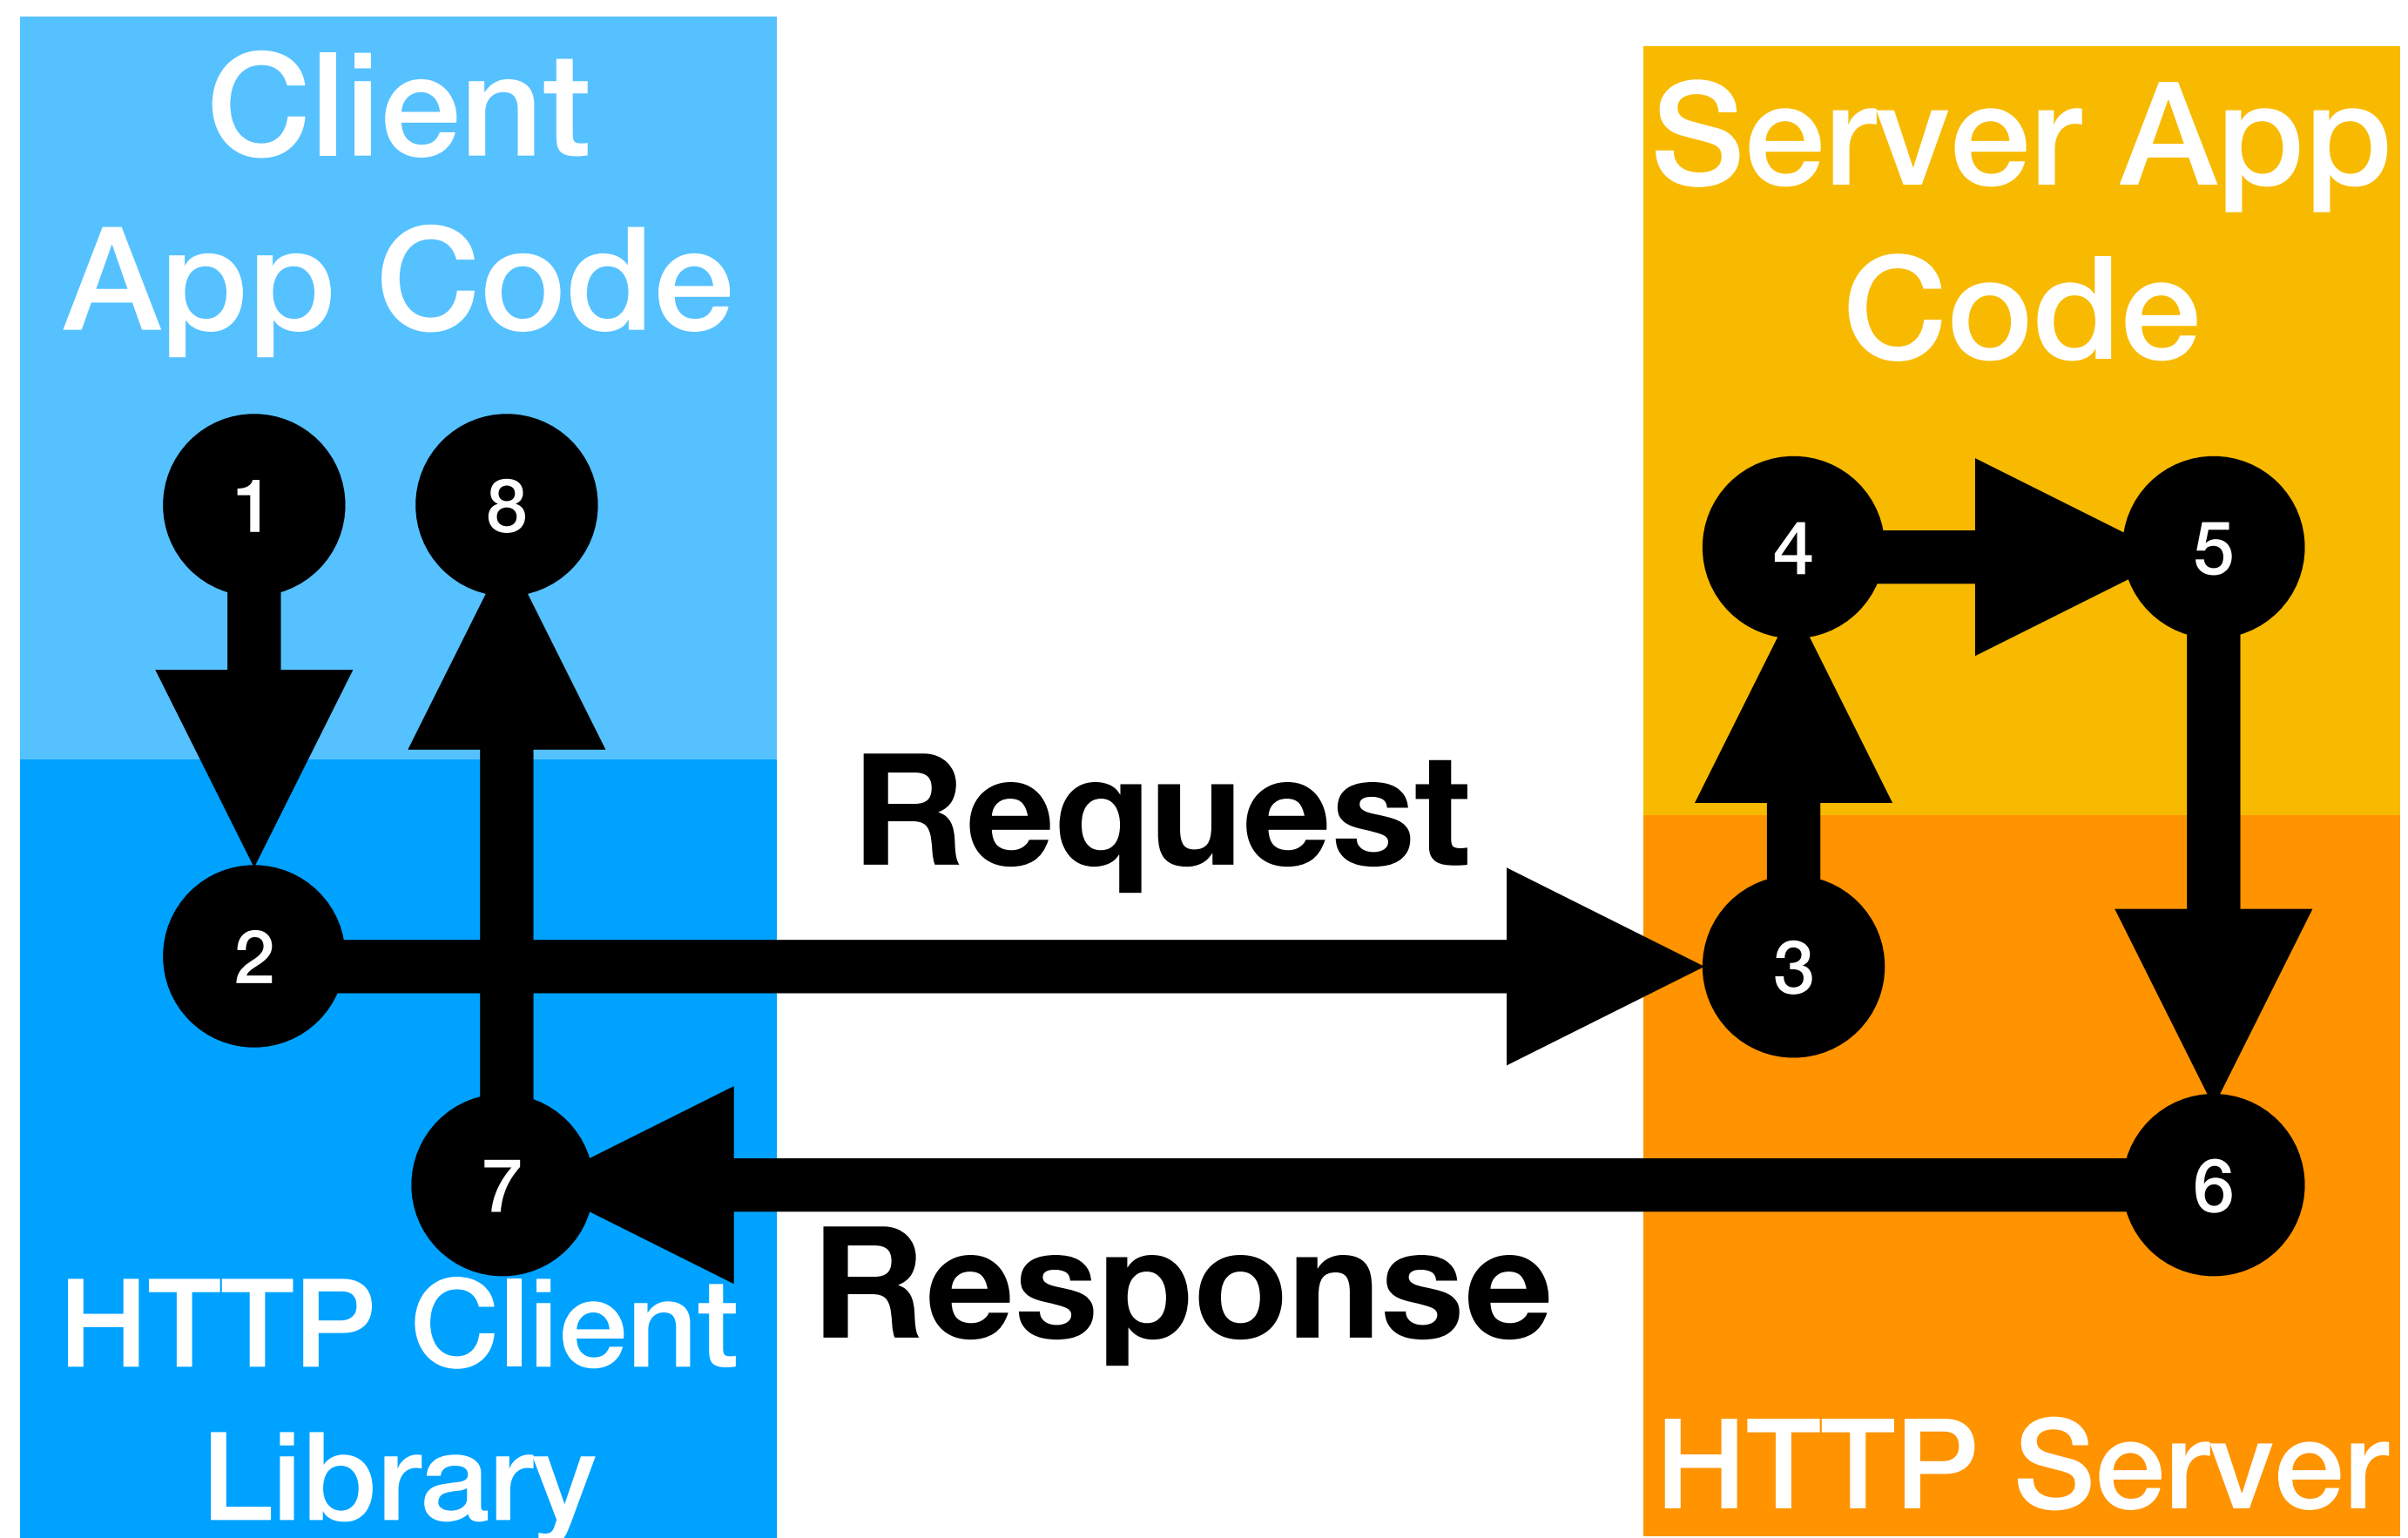 Client
App Code
Server App
Code
1
8
4
5
Request
2
3
7
6
Response
HTTP Client
Library
HTTP Server